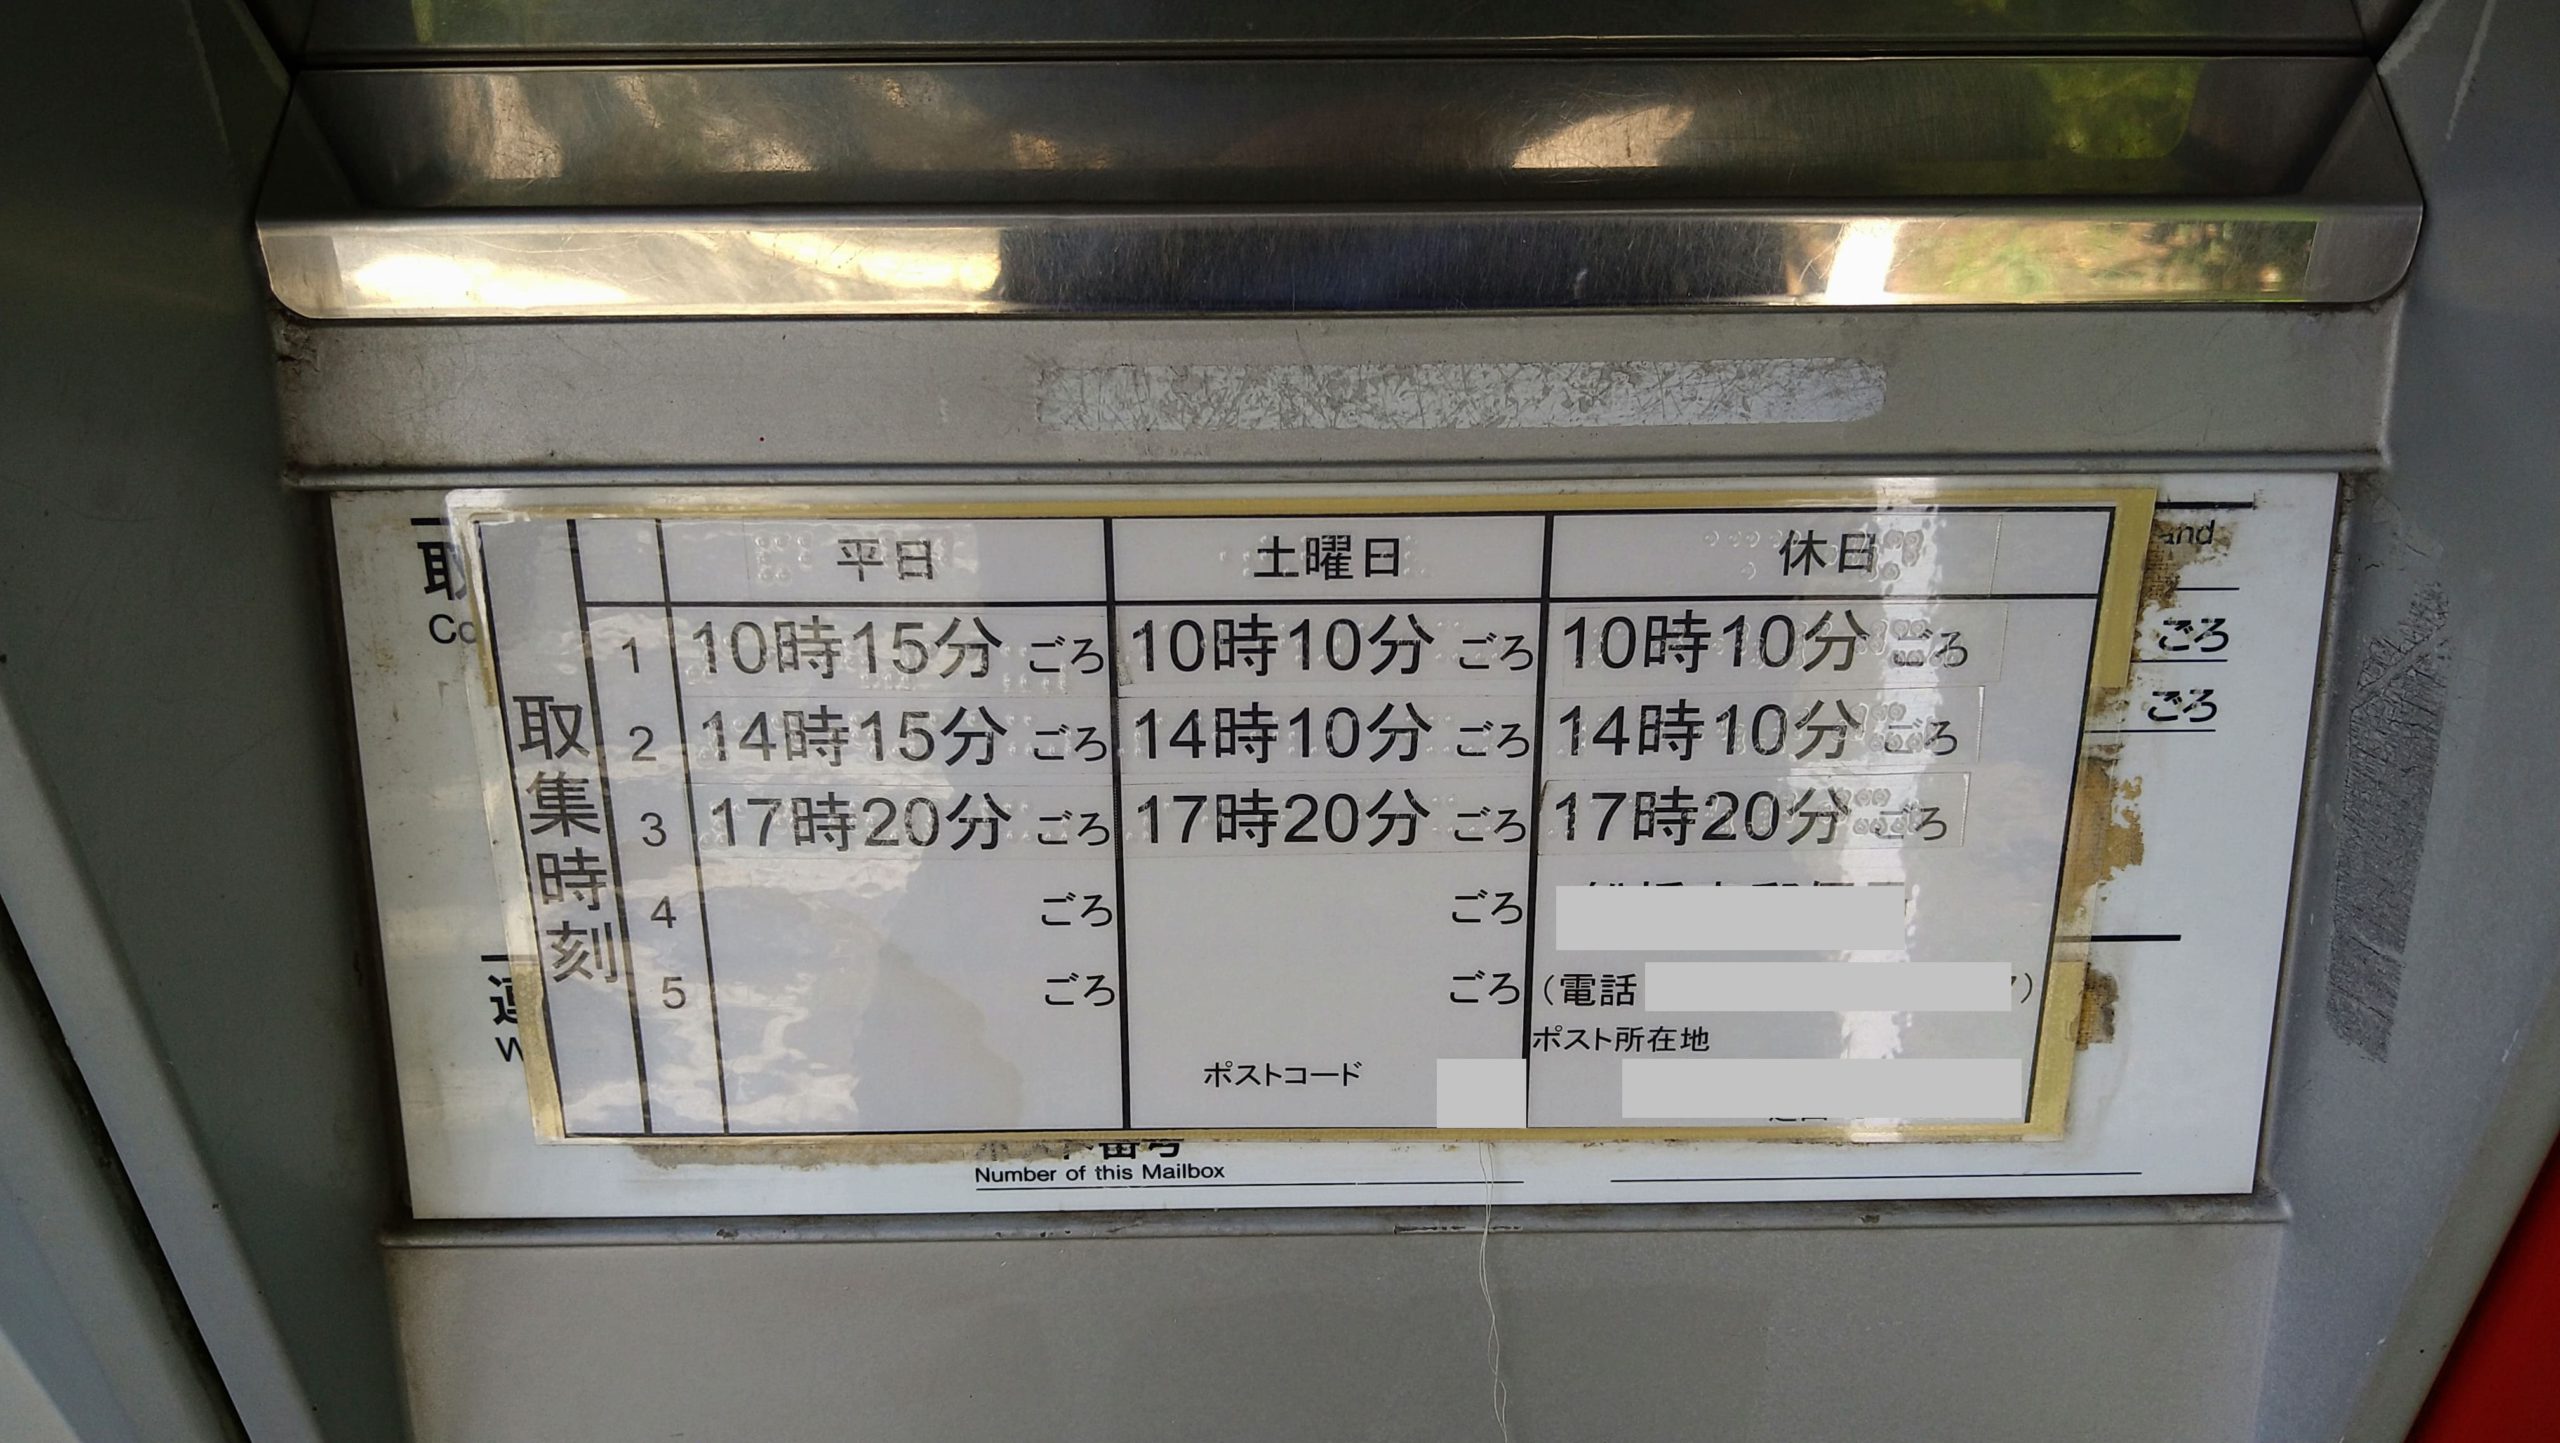 平日 土曜日 休日
取集時刻
1 10時15分 ごろ 10時10分 ごろ 10時10分 ごろ
2 14時15分 ごろ 14時10分 ごろ 14時10分 ごろ
3 17時20分 ごろ 17時20分 ごろ 17時20分 ごろ
4 ごろ ごろ
5 ごろ ごろ (電話 )
ポスト所在地
ポストコード
and
ごろ
ごろ
取
Number of this Mailbox